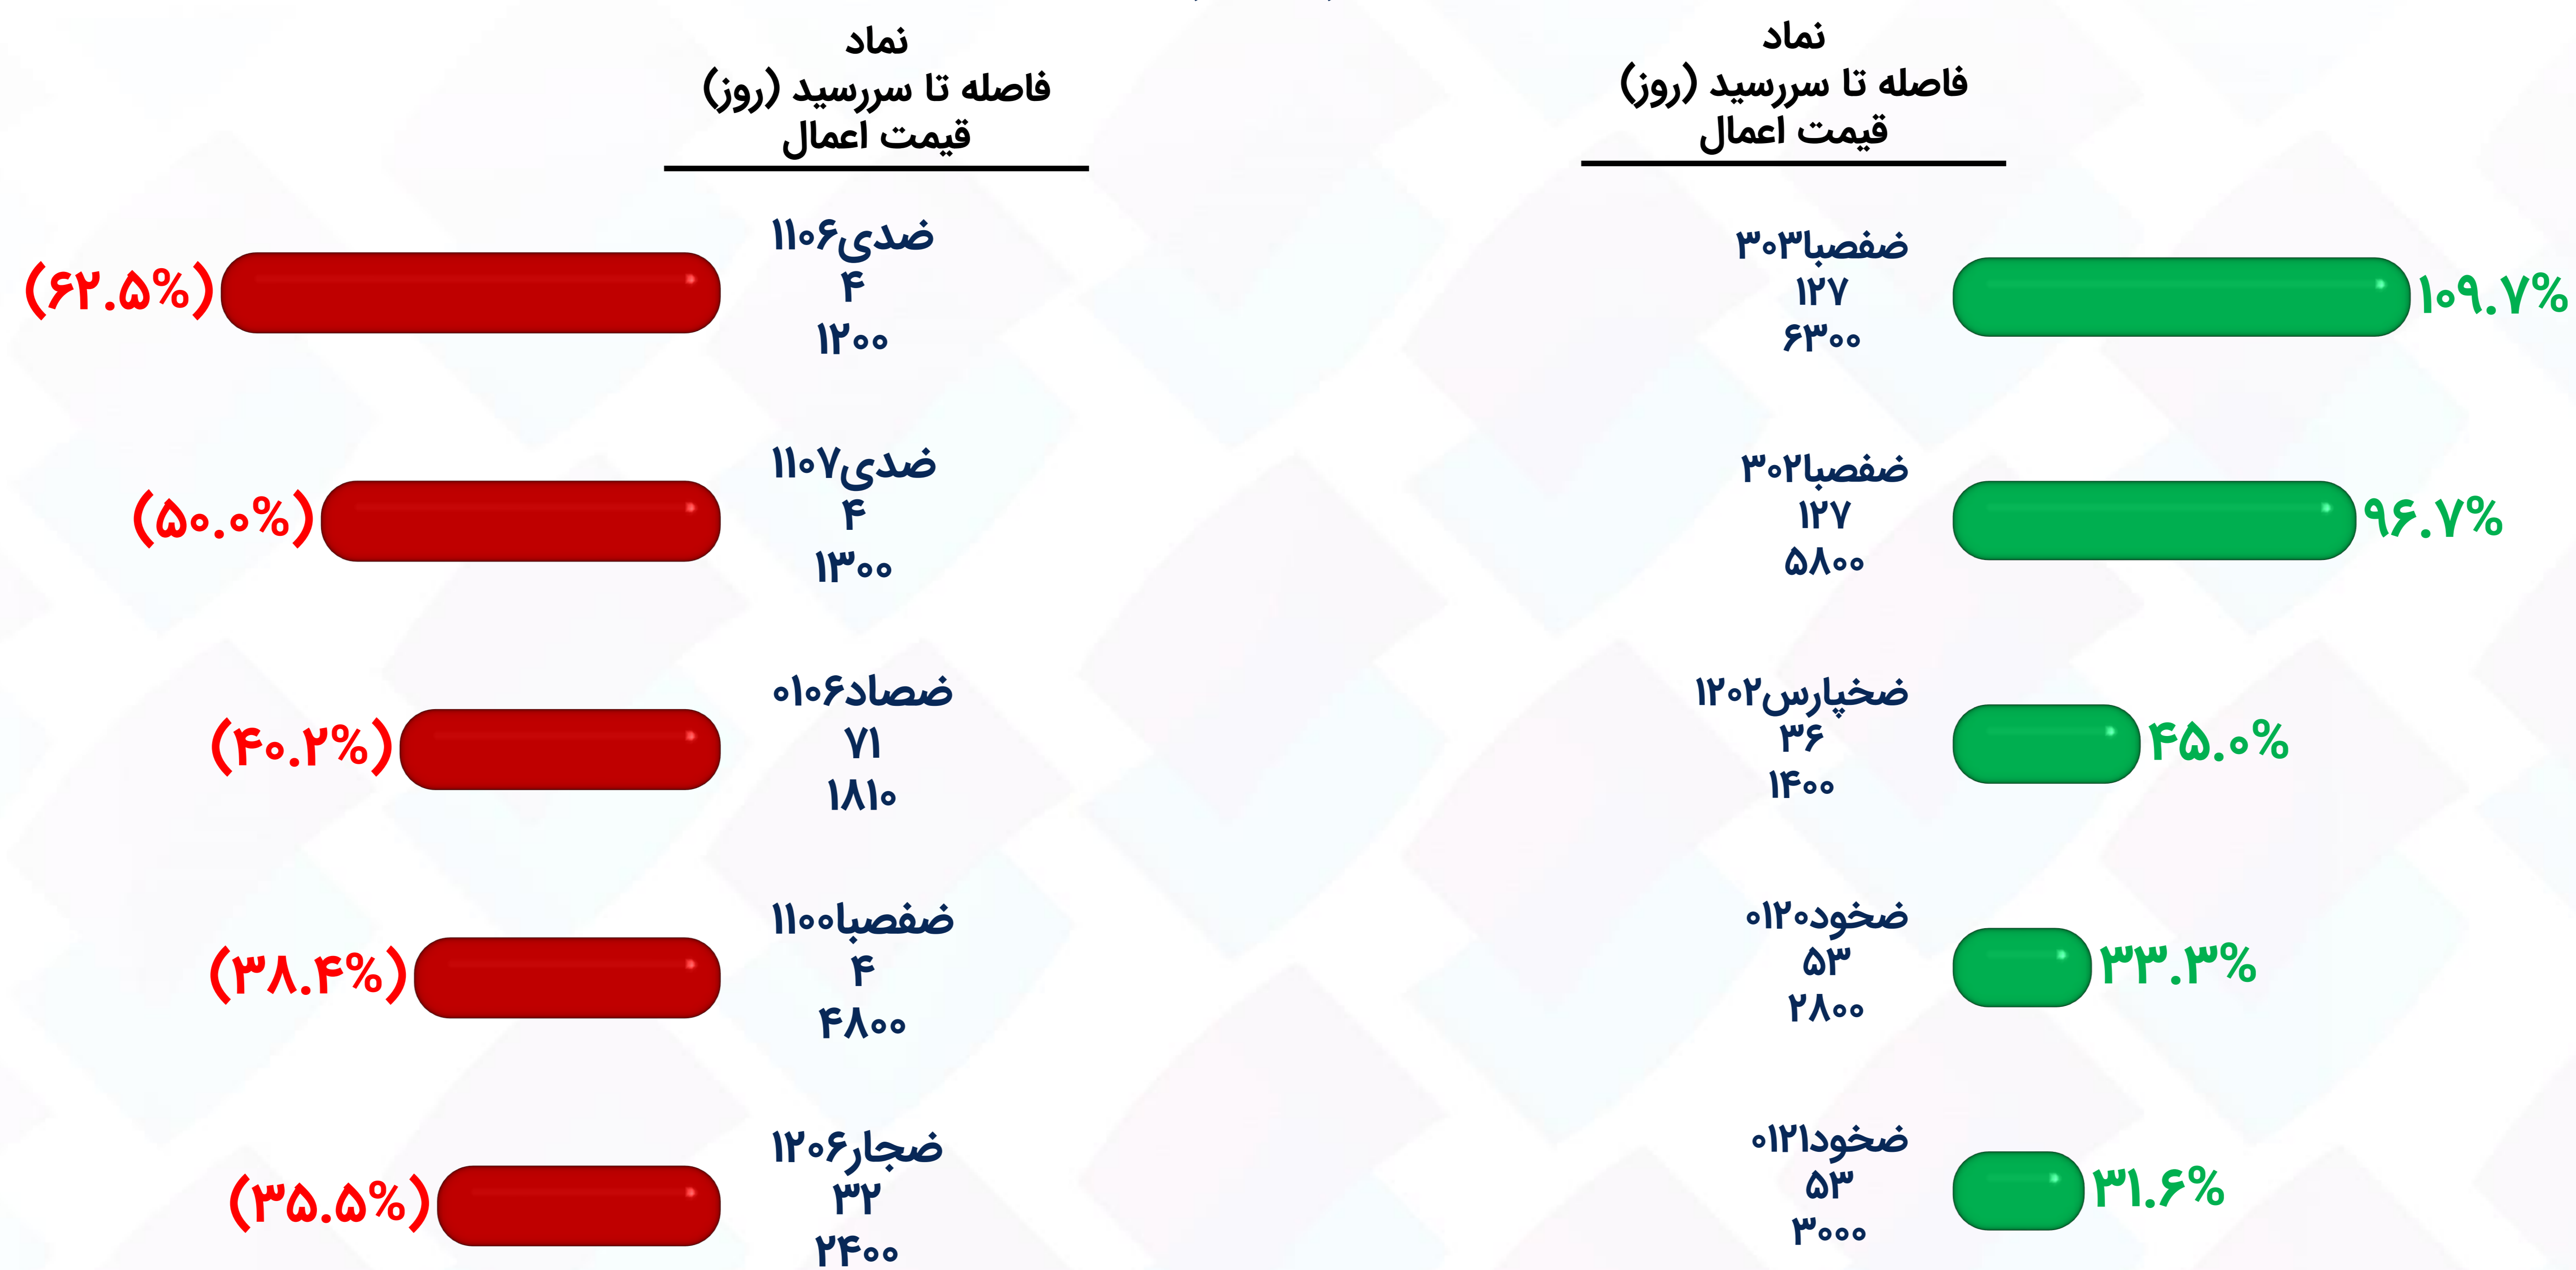 نماد
فاصله تا سررسید (روز)
قیمت اعمال
ضفصبا۳۰۳
۱۲۷
۶۳۰۰
۱۰۹.۷%
ضفصبا۳۰۲
۱۲۷
۵۸۰۰
۹۶.۷%
ضخپارس۱۲۰۲
۳۶
۱۴۰۰
۴۵.۰%
ضخود۰۱۲۰
۵۳
۲۸۰۰
۳۳.۳%
ضخود۰۱۲۱
۵۳
۳۰۰۰
۳۱.۶%
نماد
فاصله تا سررسید (روز)
قیمت اعمال
ضدی۱۱۰۶
۴
۱۲۰۰
(۶۲.۵%)
ضدی۱۱۰۷
۴
۱۳۰۰
(۵۰.۰%)
ضصاد۰۱۰۶
۷۱
۱۸۱۰
(۴۰.۲%)
ضفصبا۱۱۰۰
۴
۴۸۰۰
(۳۸.۴%)
ضجار۱۲۰۶
۳۲
۲۴۰۰
(۳۵.۵%)